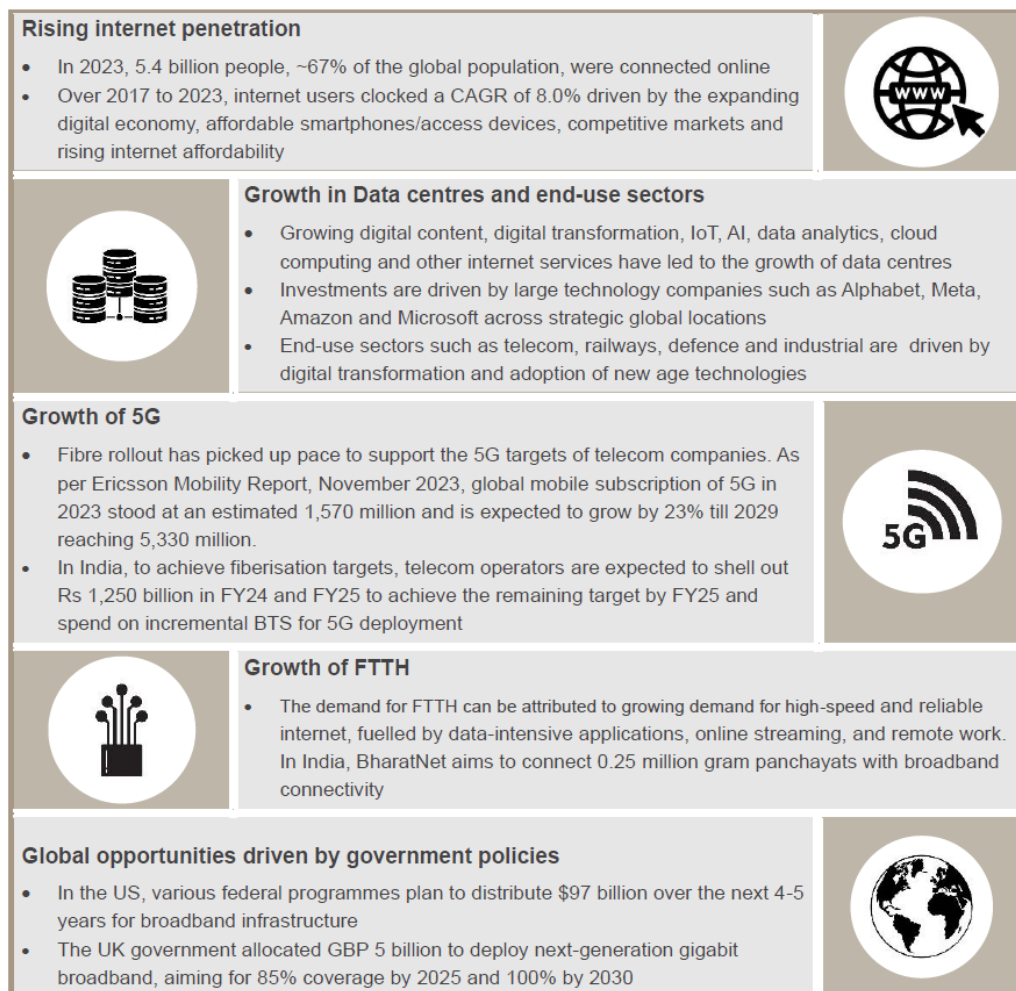 Rising internet penetration
• In 2023, 5.4 billion people, ~67% of the global population, were connected online
• Over 2017 to 2023, internet users clocked a CAGR of 8.0% driven by the expanding
digital economy, affordable smartphones/access devices, competitive markets and
rising internet affordability
WWW
Growth in Data centres and end-use sectors
• Growing digital content, digital transformation, IoT, AI, data analytics, cloud
computing and other internet services have led to the growth of data centres
• Investments are driven by large technology companies such as Alphabet, Meta,
Amazon and Microsoft across strategic global locations
• End-use sectors such as telecom, railways, defence and industrial are driven by
digital transformation and adoption of new age technologies
Growth of 5G
• Fibre rollout has picked up pace to support the 5G targets of telecom companies. As
per Ericsson Mobility Report, November 2023, global mobile subscription of 5G in
2023 stood at an estimated 1,570 million and is expected to grow by 23% till 2029
reaching 5,330 million.
• In India, to achieve fiberisation targets, telecom operators are expected to shell out
Rs 1,250 billion in FY24 and FY25 to achieve the remaining target by FY25 and
spend on incremental BTS for 5G deployment
5G
Growth of FTTH
• The demand for FTTH can be attributed to growing demand for high-speed and reliable
internet, fuelled by data-intensive applications, online streaming, and remote work.
In India, BharatNet aims to connect 0.25 million gram panchayats with broadband
connectivity
Global opportunities driven by government policies
• In the US, various federal programmes plan to distribute $97 billion over the next 4-5
years for broadband infrastructure
• The UK government allocated GBP 5 billion to deploy next-generation gigabit
broadband, aiming for 85% coverage by 2025 and 100% by 2030